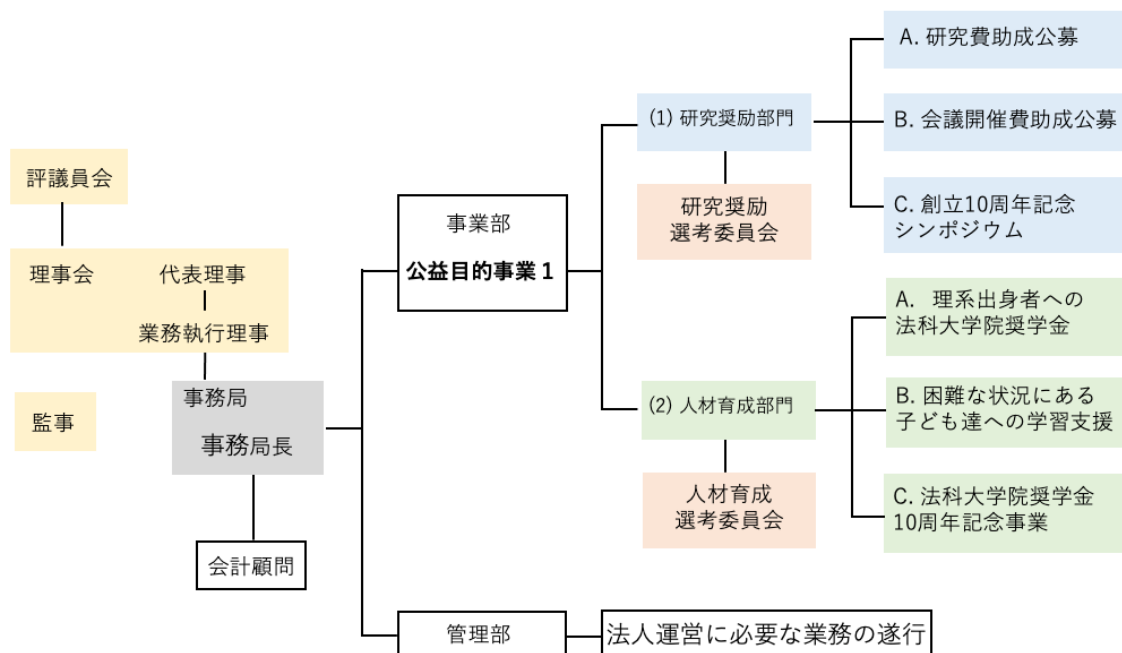 評議員会
理事会
代表理事
業務執行理事
監事
事務局
事務局長
会計顧問
事業部
公益目的事業 1
(1) 研究奨励部門
研究奨励
選考委員会
A. 研究費助成公募
B. 会議開催費助成公募
C. 創立10周年記念
シンポジウム
(2) 人材育成部門
人材育成
選考委員会
A. 理系出身者への
法科大学院奨学金
B. 困難な状況にある
子ども達への学習支援
C. 法科大学院奨学金
10周年記念事業
管理部
法人運営に必要な業務の遂行